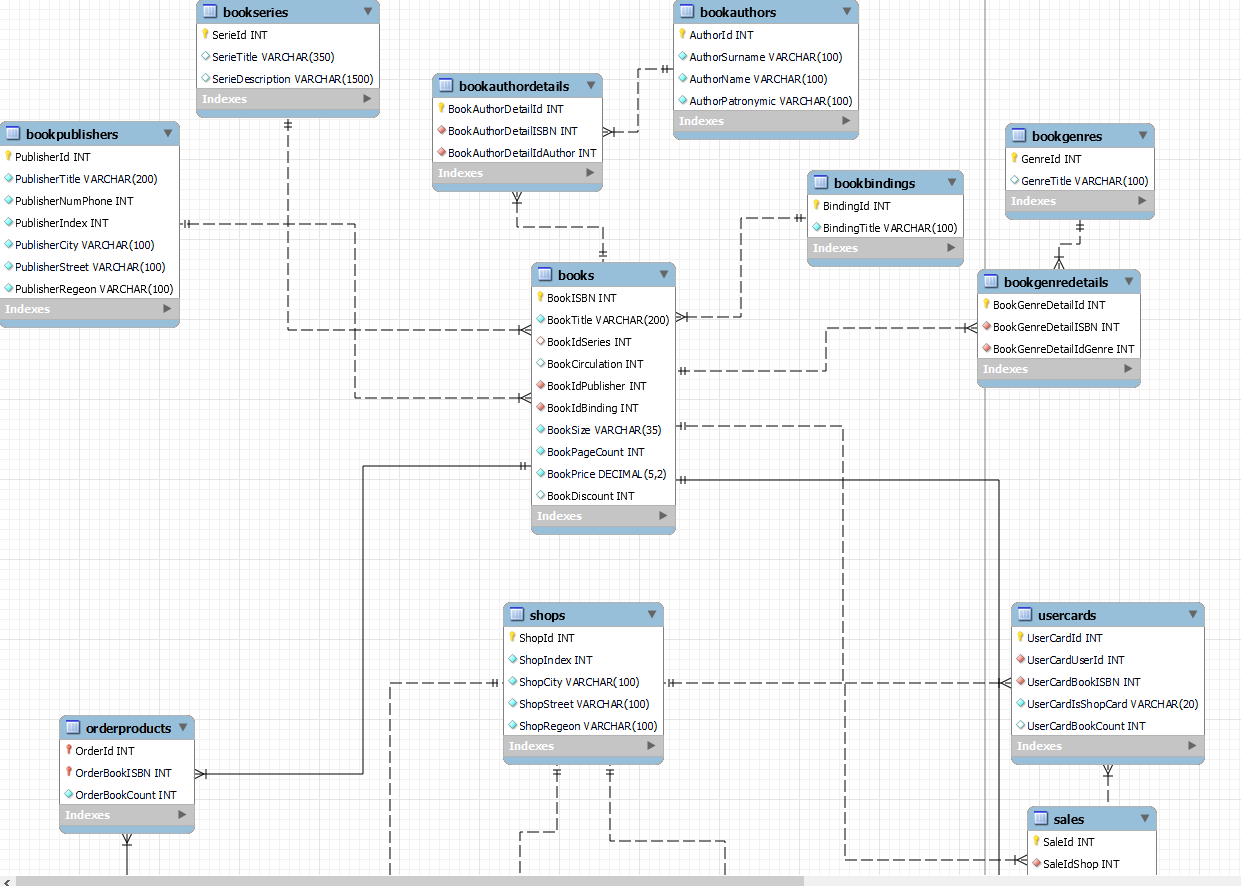 bookseries
SerieId INT
SerieTitle VARCHAR(350)
SerieDescription VARCHAR(1500)
Indexes
bookauthors
AuthorId INT
AuthorSurname VARCHAR(100)
AuthorName VARCHAR(100)
AuthorPatronymic VARCHAR(100)
Indexes
bookauthordetails
BookAuthorDetailId INT
BookAuthorDetailISBN INT
BookAuthorDetailIdAuthor INT
Indexes
bookpublishers
PublisherId INT
PublisherTitle VARCHAR(200)
PublisherNumPhone INT
PublisherIndex INT
PublisherCity VARCHAR(100)
PublisherStreet VARCHAR(100)
PublisherRegeon VARCHAR(100)
Indexes
bookgenres
GenreId INT
GenreTitle VARCHAR(100)
Indexes
bookbindings
BindingId INT
BindingTitle VARCHAR(100)
Indexes
books
BookISBN INT
BookTitle VARCHAR(200)
BookIdSeries INT
BookCirculation INT
BookIdPublisher INT
BookIdBinding INT
BookSize VARCHAR(35)
BookPageCount INT
BookPrice DECIMAL(5,2)
BookDiscount INT
Indexes
bookgenredetails
BookGenreDetailId INT
BookGenreDetailISBN INT
BookGenreDetailIdGenre INT
Indexes
shops
ShopId INT
ShopIndex INT
ShopCity VARCHAR(100)
ShopStreet VARCHAR(100)
ShopRegeon VARCHAR(100)
Indexes
usercards
UserCardId INT
UserCardUserId INT
UserCardBookISBN INT
UserCardIsShopCard VARCHAR(20)
UserCardBookCount INT
Indexes
orderproducts
OrderId INT
OrderBookISBN INT
OrderBookCount INT
Indexes
sales
SaleId INT
SaleIdShop INT